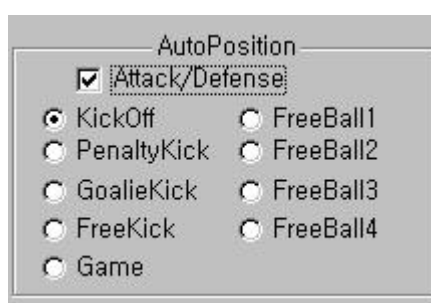 AutoPosition
Attack/Defense
KickOff FreeBall1
PenaltyKick FreeBall2
GoalieKick FreeBall3
FreeKick FreeBall4
Game